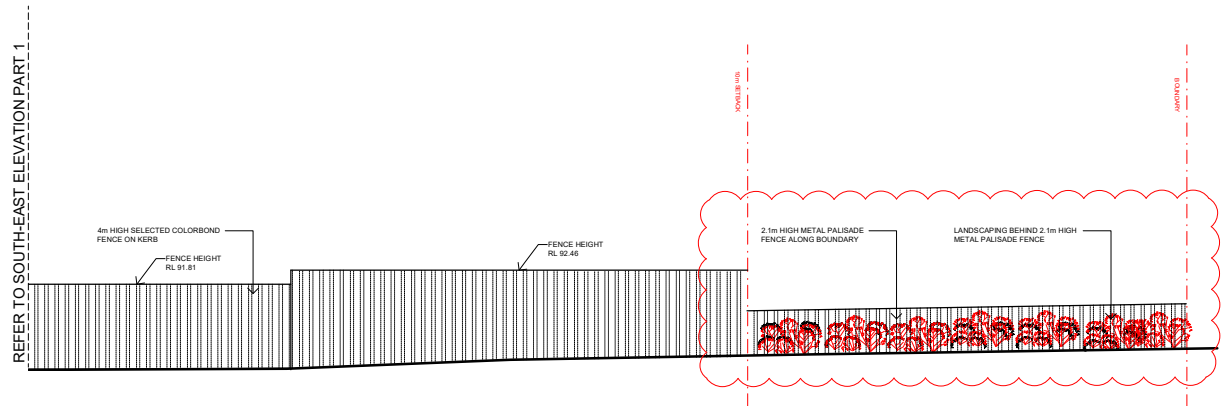 REFER TO SOUTH-EAST ELEVATION PART 1
4m HIGH SELECTED COLORBOND
FENCE ON KERB
FENCE HEIGHT
RL 91.81
FENCE HEIGHT
RL 92.46
10m SETBACK
2.1m HIGH METAL PALISADE
FENCE ALONG BOUNDARY
LANDSCAPING BEHIND 2.1m HIGH
METAL PALISADE FENCE
BOUNDARY